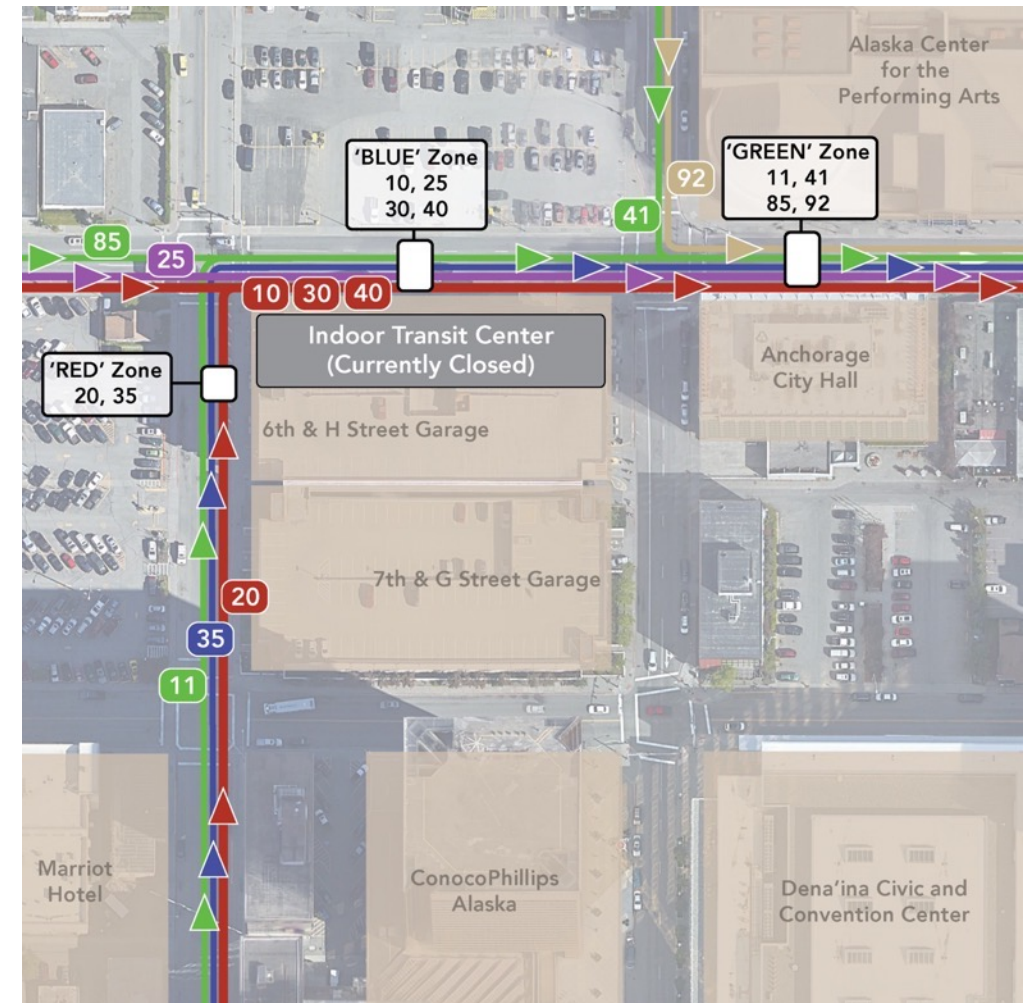 Alaska Center
for the
Performing Arts
'BLUE' Zone
10, 25
30, 40
'GREEN' Zone
11, 41
85, 92
92
41
85
25
10 30 40
Indoor Transit Center
(Currently Closed)
'RED' Zone
20, 35
Anchorage
City Hall
6th & H Street Garage
7th & G Street Garage
20
35
11
Marriot
Hotel
ConocoPhillips
Alaska
Dena'ina Civic and
Convention Center